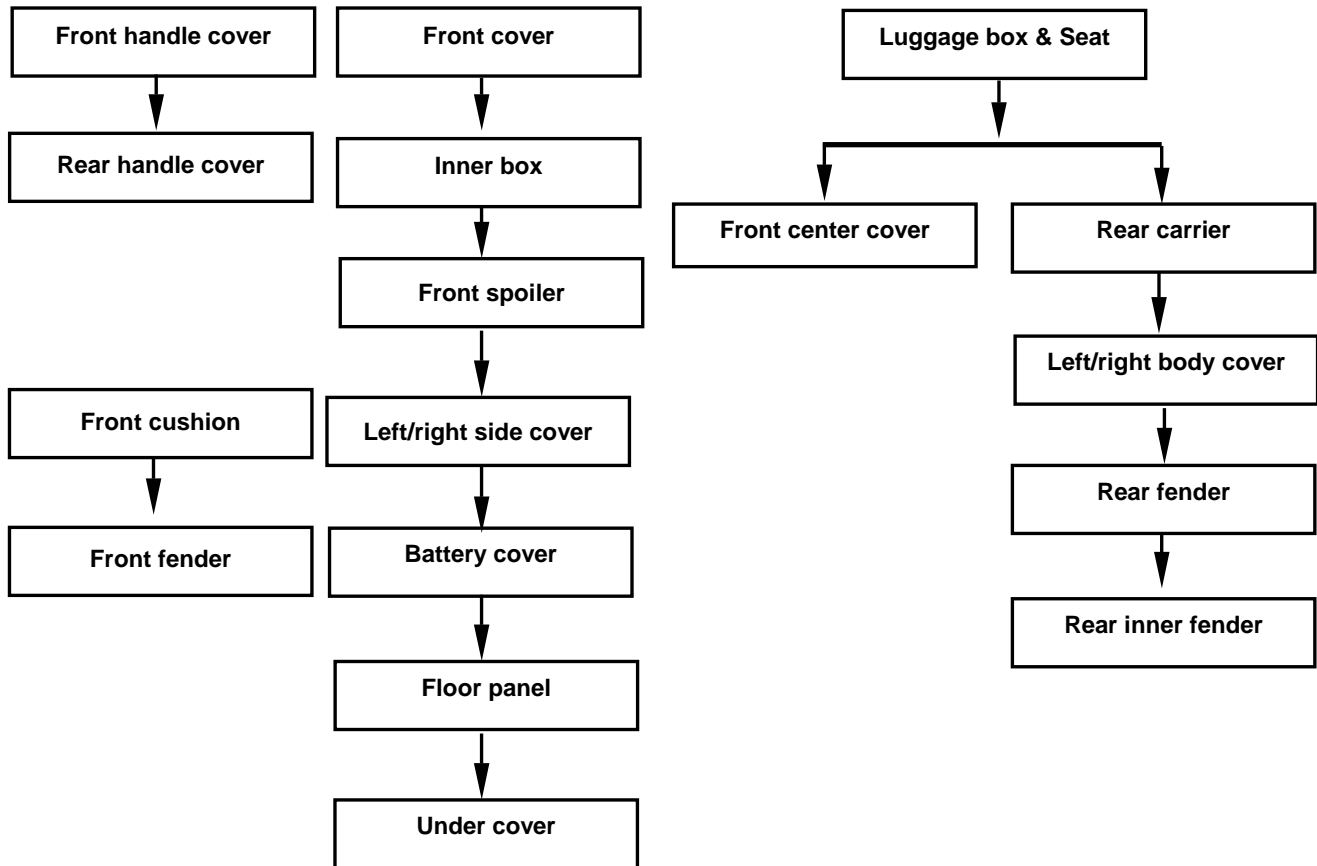 Front handle cover
Rear handle cover
Front cushion
Front fender
Front cover
Inner box
Front spoiler
Left/right side cover
Battery cover
Floor panel
Under cover
Luggage box & Seat
Front center cover
Rear carrier
Left/right body cover
Rear fender
Rear inner fender